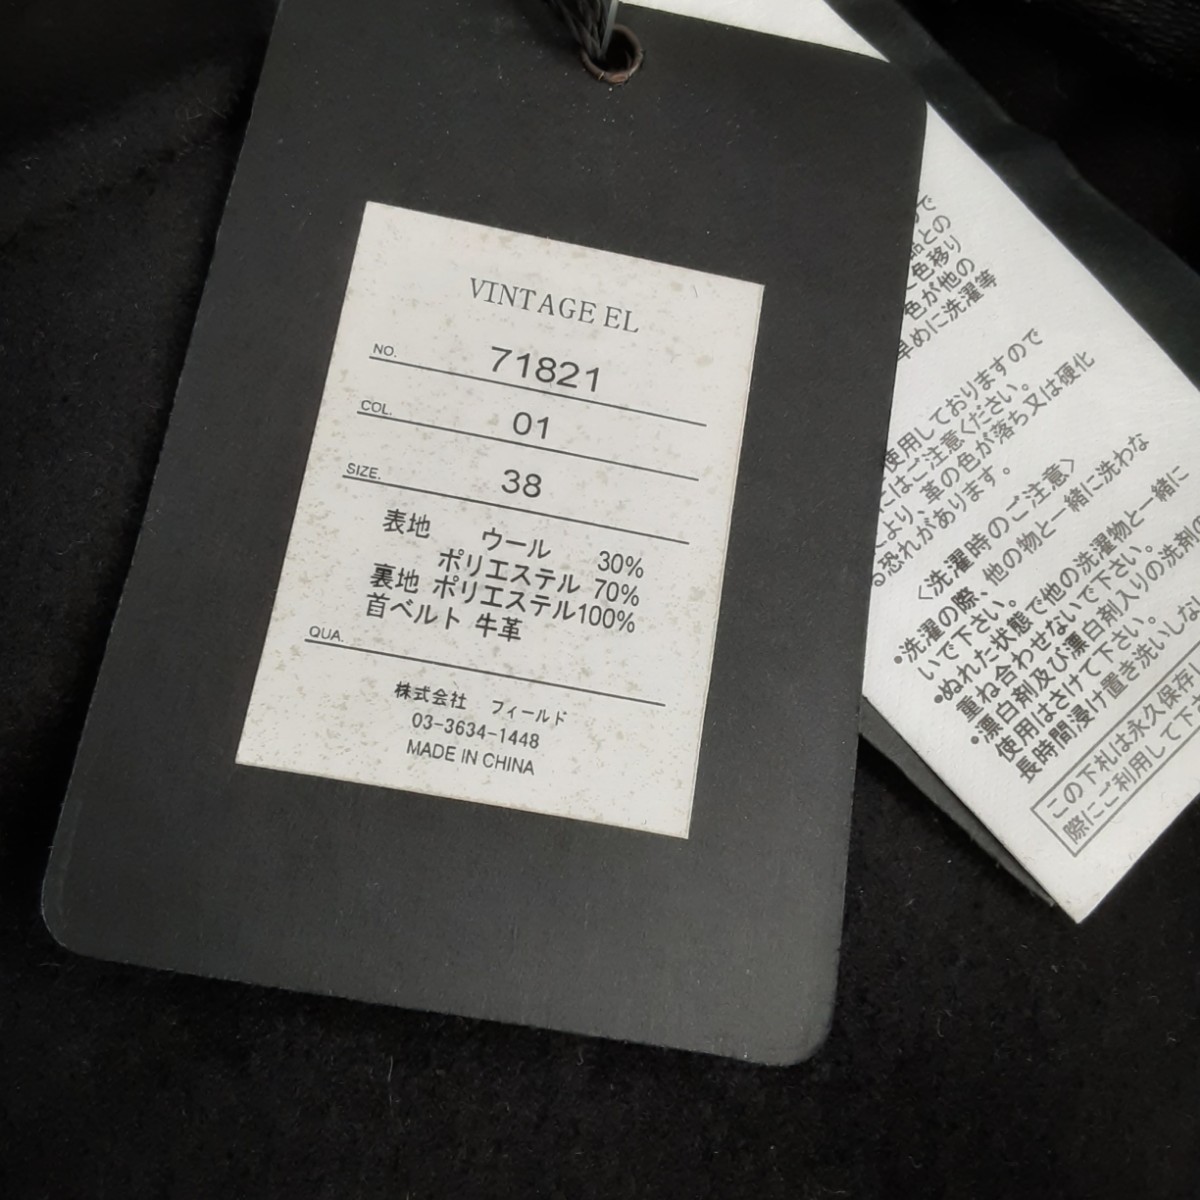 VINTAGE EL
NO. 71821
COL. 01
SIZE. 38
表地 ウール 30%
ポリエステル 70%
裏地 ポリエステル100%
首ベルト 牛革
QUA.
株式会社 フィールド
03-3634-1448
MADE IN CHINA
で
品との
色移り
色が他の
早めに洗濯等
使用しておりますので
にはご注意ください。
により、革の色が落ち又は硬化
る恐れがあります。
〈洗濯時のご注意〉
・洗濯の際、他の物と一緒に洗わな
いで下さい。
・ぬれた状態で他の洗濯物と一緒に
重ね合わせないで下さい。
・漂白剤及び漂白剤入りの洗剤
使用はさけて下さい。
長時間浸け置き洗いしな
この下札は永久保存
際にご利用して下さ